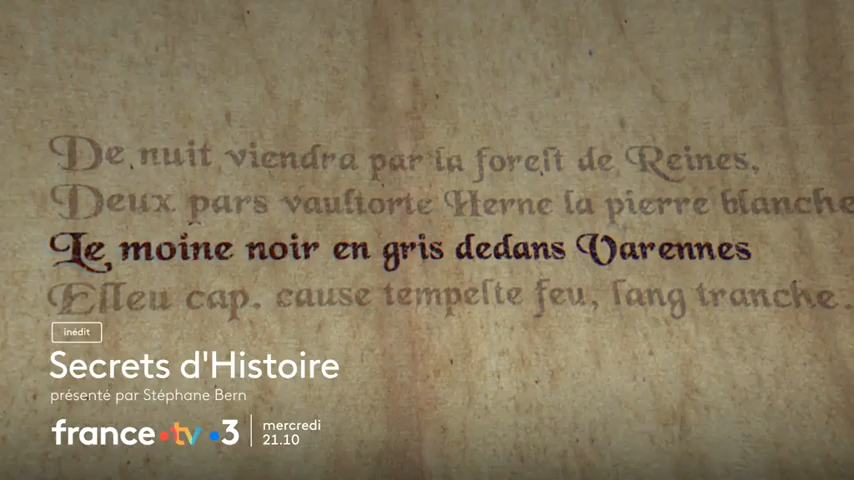 De nuit viendra par la foreſt de Reines,
Deux pars vaultorte Herne la pierre blanche
Le moine noir en gris dedans Varennes
Eſleu cap. cause tempeſte feu, ſang tranche.
inédit
Secrets d'Histoire
présenté par Stéphane Bern
france•tv•3
mercredi
21.10